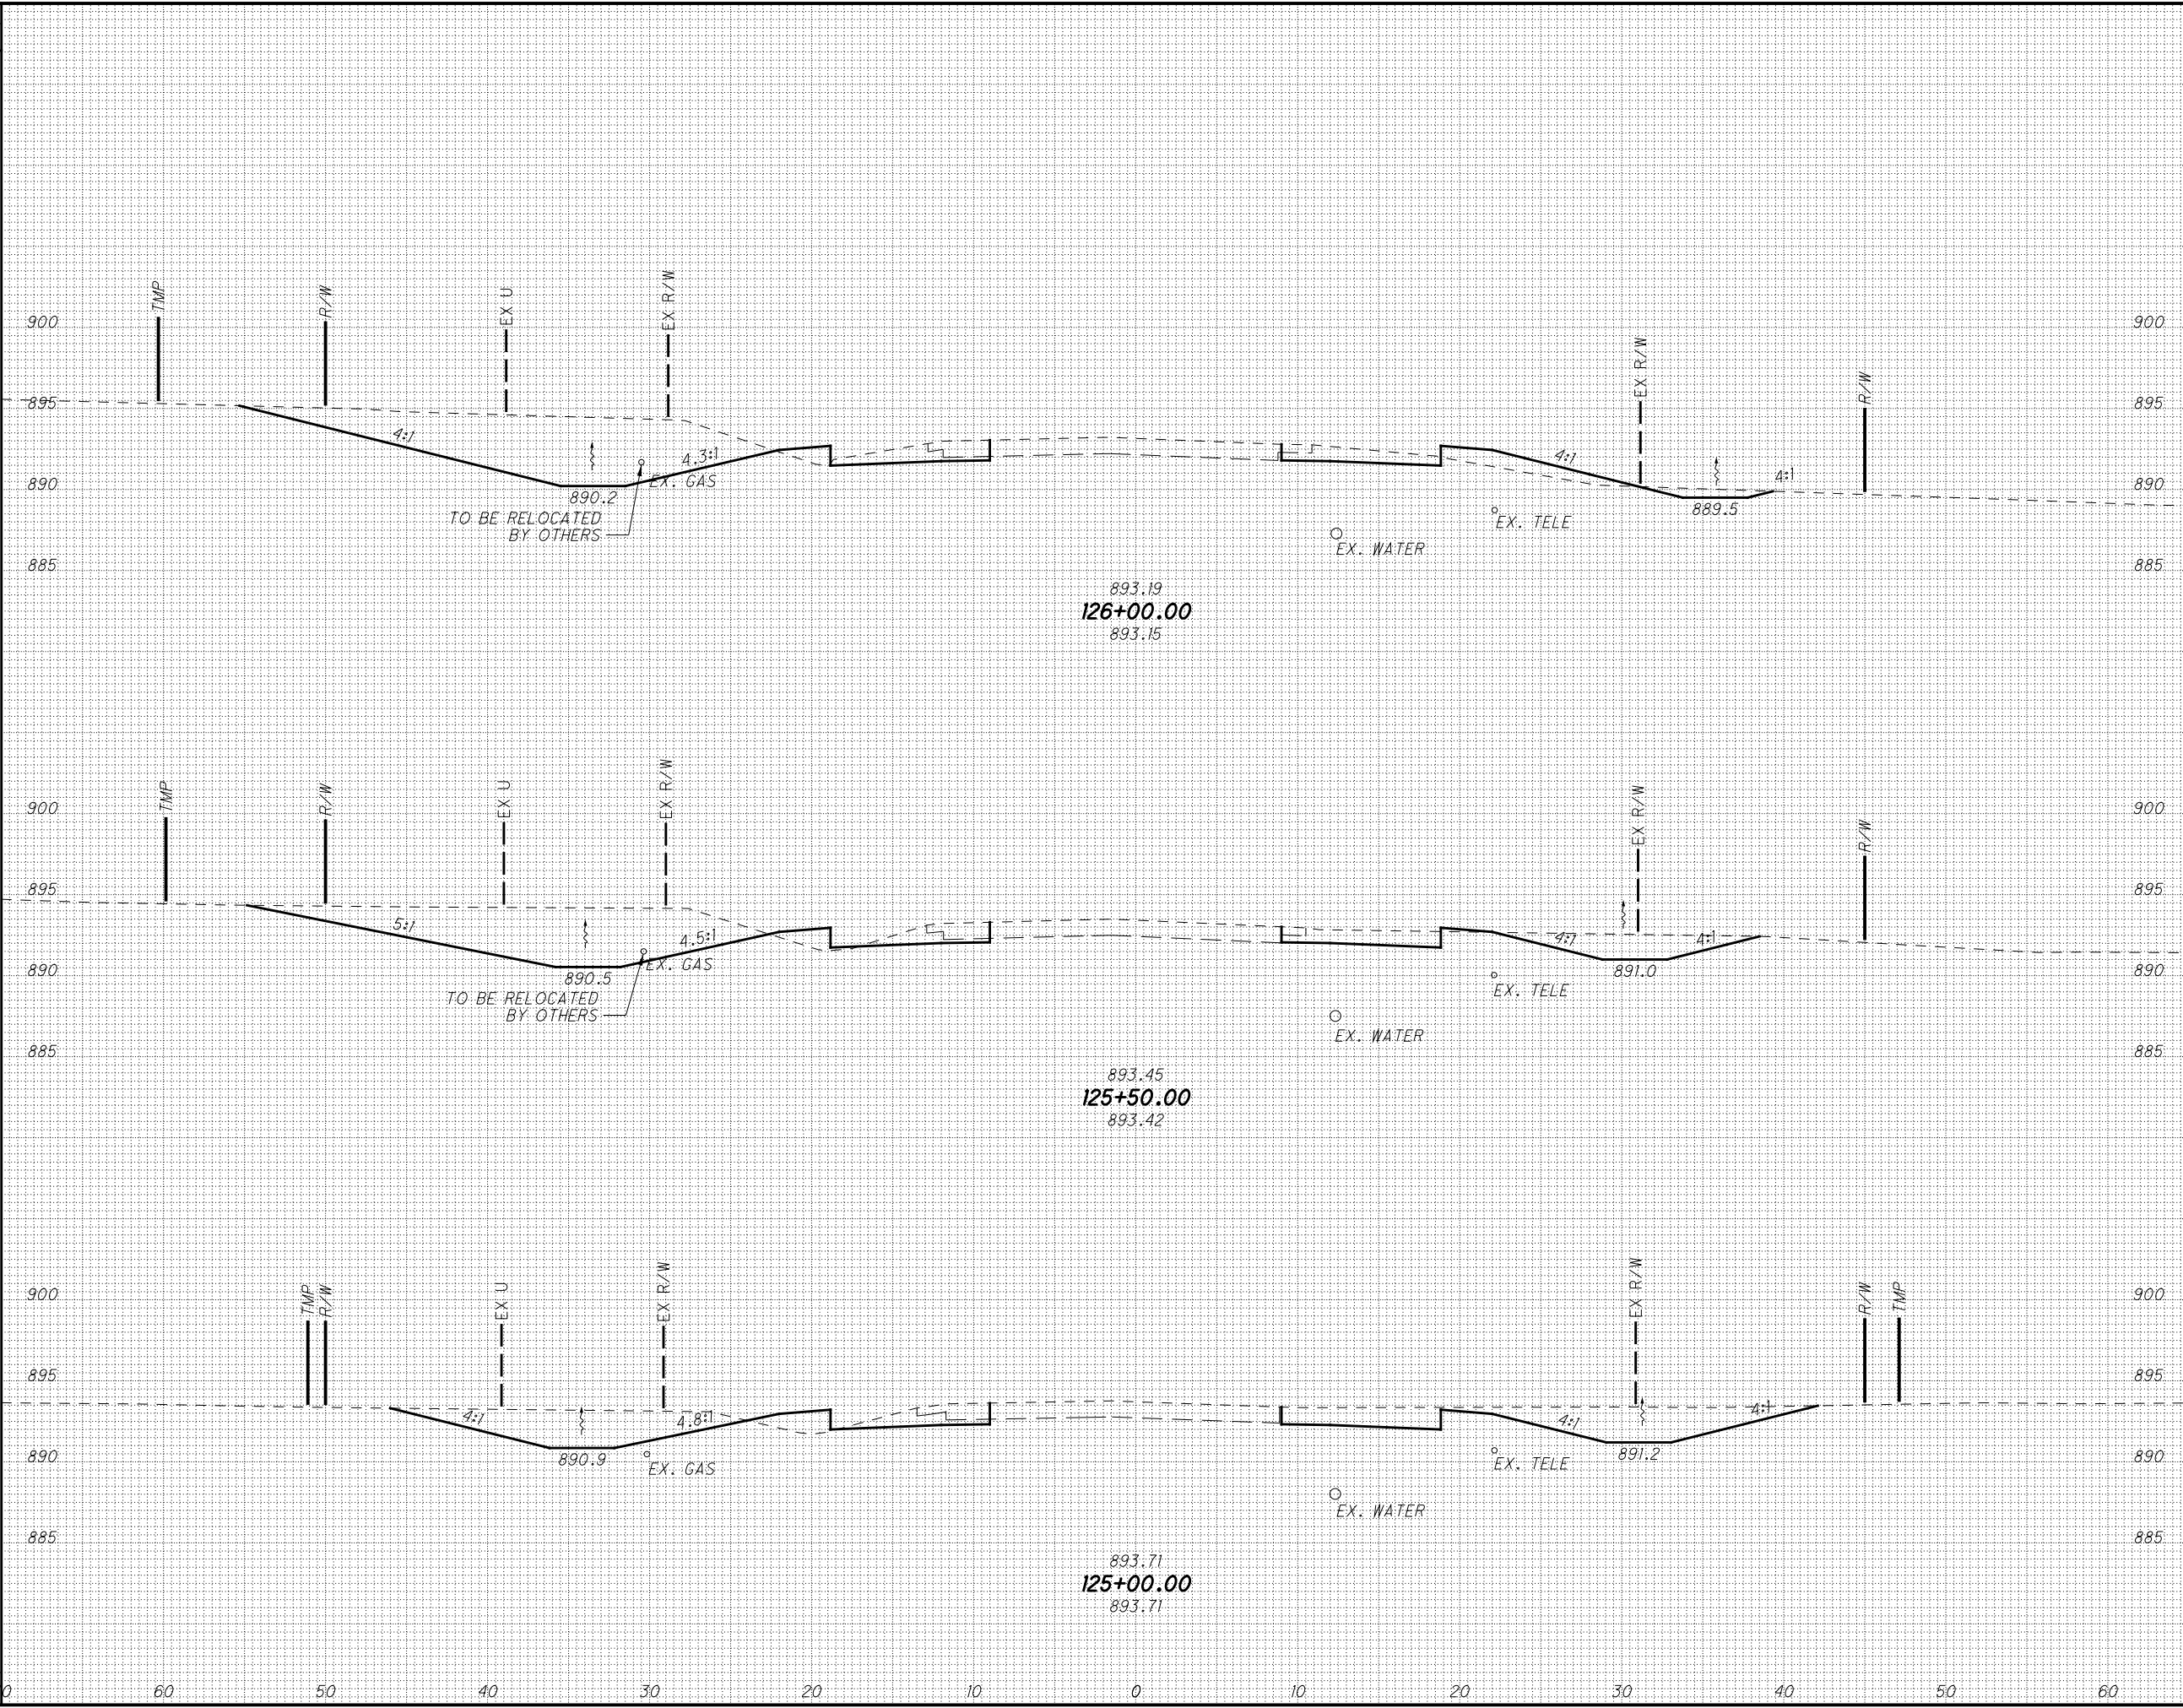 TMP
R/W
EX U
EX R/W
EX R/W
R/W
900
900
895
895
4:1
4.3:1
4:1
4:1
890
890
EX. GAS
890.2
889.5
TO BE RELOCATED
BY OTHERS
EX. TELE
EX. WATER
885
885
893.19
126+00.00
893.15
TMP
R/W
EX U
EX R/W
EX R/W
R/W
900
900
895
895
5:1
4.5:1
4:1
4:1
EX. GAS
890
890
890.5
891.0
TO BE RELOCATED
BY OTHERS
EX. TELE
EX. WATER
885
885
893.45
125+50.00
893.42
TMP
R/W
EX U
EX R/W
EX R/W
R/W
TMP
900
900
895
895
4:1
4.8:1
4:1
4:1
890
890
890.9
891.2
EX. GAS
EX. TELE
EX. WATER
885
885
893.71
125+00.00
893.71
0 60 50 40 30 20 10 0 10 20 30 40 50 60